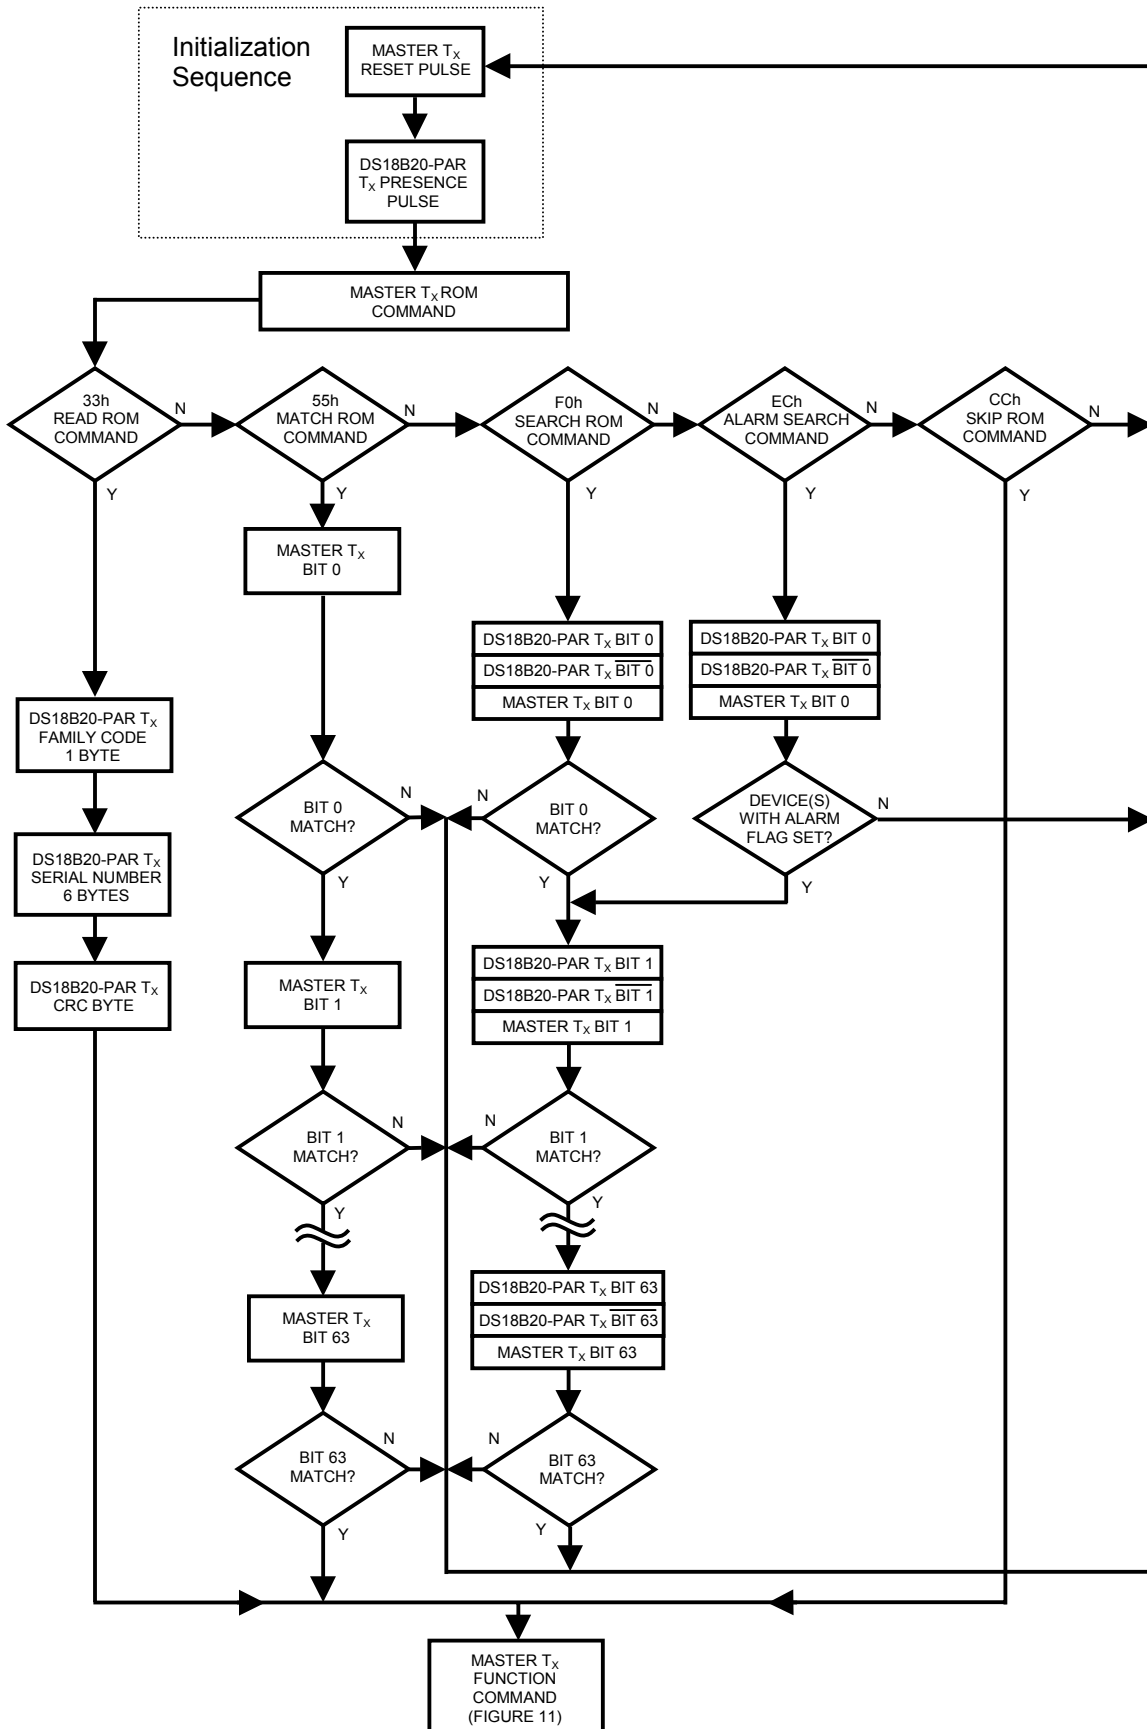 Initialization
Sequence
MASTER TX
RESET PULSE
DS18B20-PAR
TX PRESENCE
PULSE
MASTER TX ROM
COMMAND
33h
READ ROM
COMMAND
N
Y
55h
MATCH ROM
COMMAND
N
Y
F0h
SEARCH ROM
COMMAND
N
Y
ECh
ALARM SEARCH
COMMAND
N
Y
CCh
SKIP ROM
COMMAND
N
Y
MASTER TX
BIT 0
DS18B20-PAR TX BIT 0
DS18B20-PAR TX BIT 0
MASTER TX BIT 0
DS18B20-PAR TX BIT 0
DS18B20-PAR TX BIT 0
MASTER TX BIT 0
DS18B20-PAR TX
FAMILY CODE
1 BYTE
BIT 0
MATCH?
N
Y
N
BIT 0
MATCH?
Y
DEVICE(S)
WITH ALARM
FLAG SET?
N
Y
DS18B20-PAR TX
SERIAL NUMBER
6 BYTES
DS18B20-PAR TX
CRC BYTE
MASTER TX
BIT 1
DS18B20-PAR TX BIT 1
DS18B20-PAR TX BIT 1
MASTER TX BIT 1
BIT 1
MATCH?
N
Y
N
BIT 1
MATCH?
Y
MASTER TX
BIT 63
DS18B20-PAR TX BIT 63
DS18B20-PAR TX BIT 63
MASTER TX BIT 63
BIT 63
MATCH?
N
Y
N
BIT 63
MATCH?
Y
MASTER TX
FUNCTION
COMMAND
(FIGURE 11)